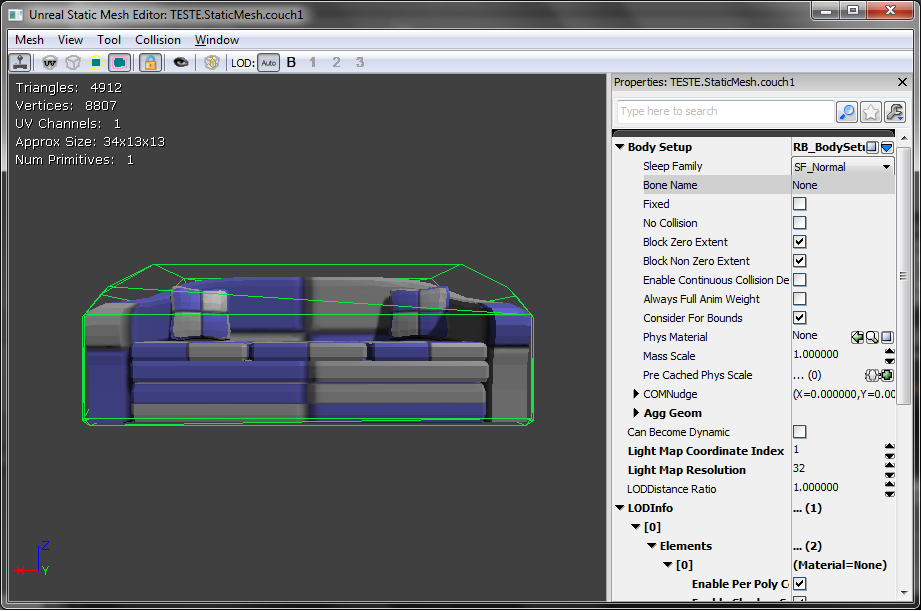 Unreal Static Mesh Editor: TESTE.StaticMesh.couch1
Mesh View Tool Collision Window
UV LOD: Auto B 1 2 3
Triangles: 4912
Vertices: 8807
UV Channels: 1
Approx Size: 34x13x13
Num Primitives: 1
Z
X
Y
Properties: TESTE.StaticMesh.couch1
Type here to search
Body Setup RB_BodySetu
Sleep Family SF_Normal
Bone Name None
Fixed
No Collision
Block Zero Extent
Block Non Zero Extent
Enable Continuous Collision De
Always Full Anim Weight
Consider For Bounds
Phys Material None
Mass Scale 1.000000
Pre Cached Phys Scale ... (0)
COMNudge (X=0.000000,Y=0.00
Agg Geom
Can Become Dynamic
Light Map Coordinate Index 1
Light Map Resolution 32
LODDistance Ratio 1.000000
LODInfo ... (1)
[0]
Elements ... (2)
[0] (Material=None)
Enable Per Poly C